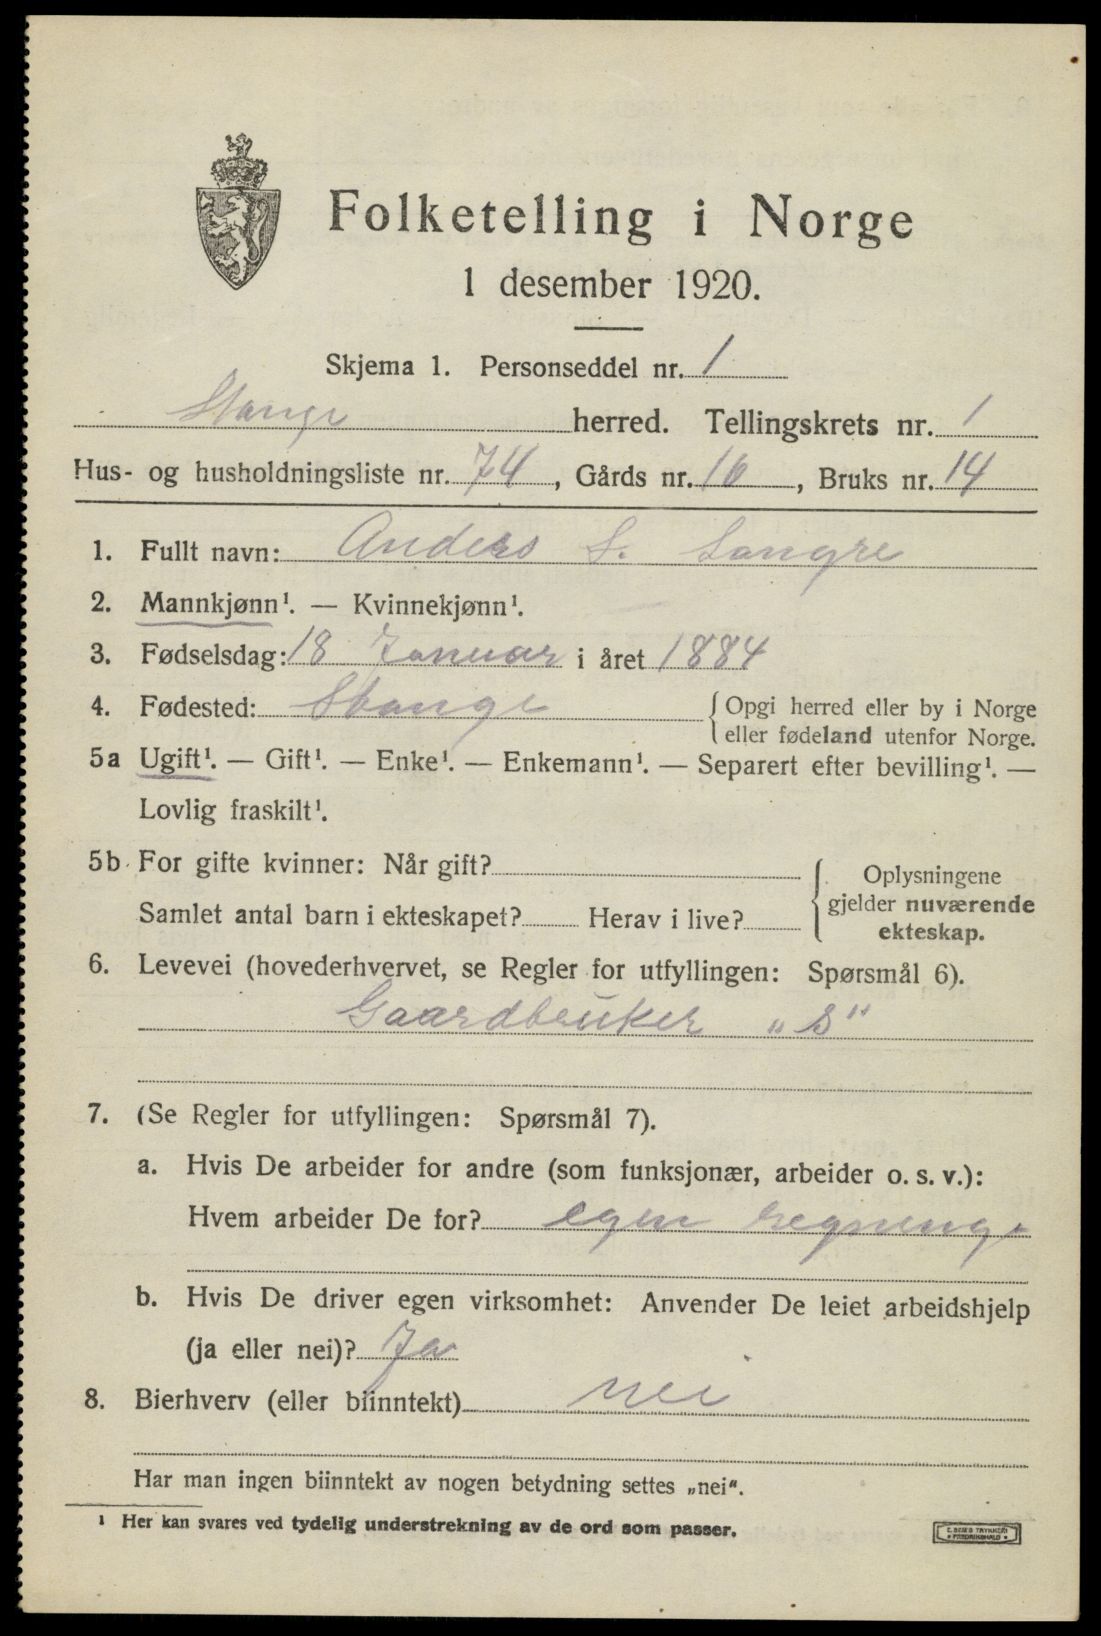 Folketelling i Norge
1 desember 1920.
Skjema 1. Personseddel nr. 1
Stange herred. Tellingskrets nr. 1
Hus- og husholdningsliste nr. 74, Gårds nr. 16, Bruks nr. 14
1. Fullt navn: Anders S. Sangre
2. Mannkjønn¹. — Kvinnekjønn¹.
3. Fødselsdag: 18 Januar i året 1884
4. Fødested: Stange {Opgi herred eller by i Norge
eller fødeland utenfor Norge.
5a Ugift¹. — Gift¹. — Enke¹. — Enkemann¹. — Separert efter bevilling¹. —
Lovlig fraskilt¹.
5b For gifte kvinner: Når gift?
Samlet antal barn i ekteskapet? Herav i live?
Oplysningene
gjelder nuværende
ekteskap.
6. Levevei (hovederhvervet, se Regler for utfyllingen: Spørsmål 6).
Gaardbruker „S"
7. (Se Regler for utfyllingen: Spørsmål 7).
a. Hvis De arbeider for andre (som funksjonær, arbeider o. s. v.):
Hvem arbeider De for? egen regning
b. Hvis De driver egen virksomhet: Anvender De leiet arbeidshjelp
(ja eller nei)? Ja
8. Bierhverv (eller biinntekt) nei
Har man ingen biinntekt av nogen betydning settes „nei".
¹ Her kan svares ved tydelig understrekning av de ord som passer.